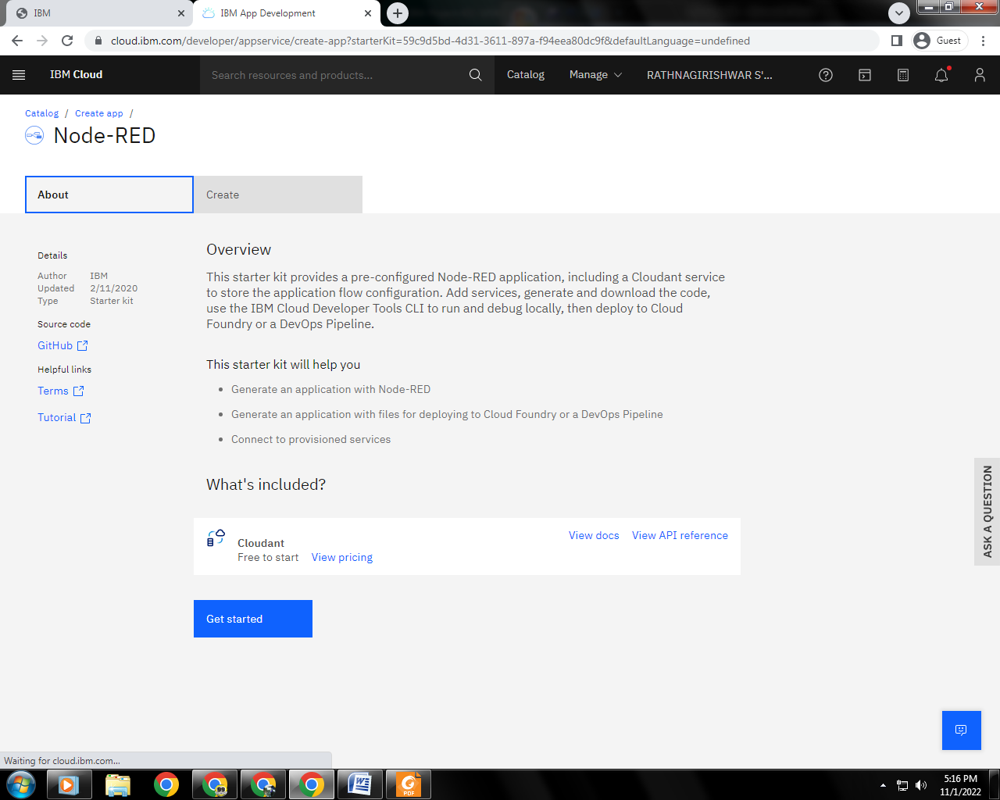 IBM
IBM App Development
cloud.ibm.com/developer/appservice/create-app?starterKit=59c9d5bd-4d31-3611-897a-f94eea80dc9f&defaultLanguage=undefined
Guest
IBM Cloud
Search resources and products...
Catalog
Manage
RATHNAGIRISHWAR S'...
Catalog / Create app /
Node-RED
About
Create
Details
Author IBM
Updated 2/11/2020
Type Starter kit
Source code
GitHub
Helpful links
Terms
Tutorial
Overview
This starter kit provides a pre-configured Node-RED application, including a Cloudant service
to store the application flow configuration. Add services, generate and download the code,
use the IBM Cloud Developer Tools CLI to run and debug locally, then deploy to Cloud
Foundry or a DevOps Pipeline.
This starter kit will help you
• Generate an application with Node-RED
• Generate an application with files for deploying to Cloud Foundry or a DevOps Pipeline
• Connect to provisioned services
What's included?
Cloudant
Free to start View pricing
View docs View API reference
Get started
ASK A QUESTION
Waiting for cloud.ibm.com...
99
PDF
5:16 PM
11/1/2022